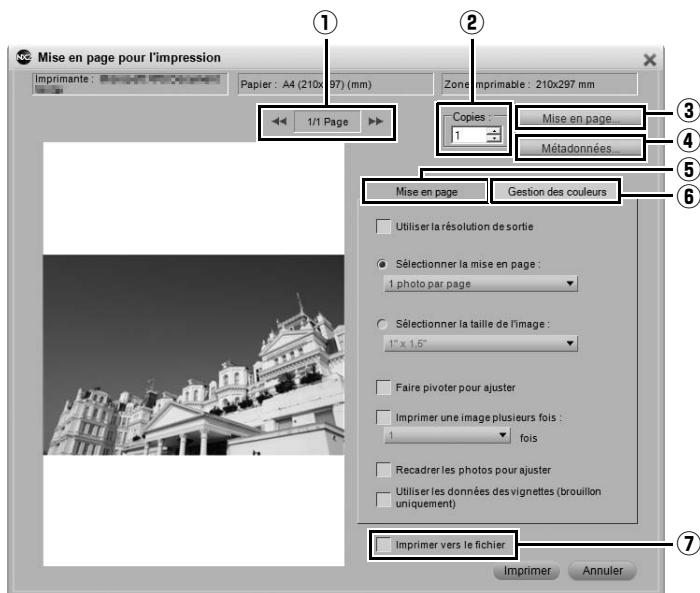 ① ②
NX2 Mise en page pour l'impression
Imprimante :
Papier : A4 (210x297) (mm)
Zone imprimable : 210x297 mm
1/1 Page
Copies :
1
Mise en page... ③
Métadonnées... ④
⑤
Mise en page
Gestion des couleurs ⑥
Utiliser la résolution de sortie
Sélectionner la mise en page :
1 photo par page
Sélectionner la taille de l'image :
1" x 1,5"
Faire pivoter pour ajuster
Imprimer une image plusieurs fois :
1 fois
Recadrer les photos pour ajuster
Utiliser les données des vignettes (brouillon
uniquement)
Imprimer vers le fichier ⑦
Imprimer Annuler